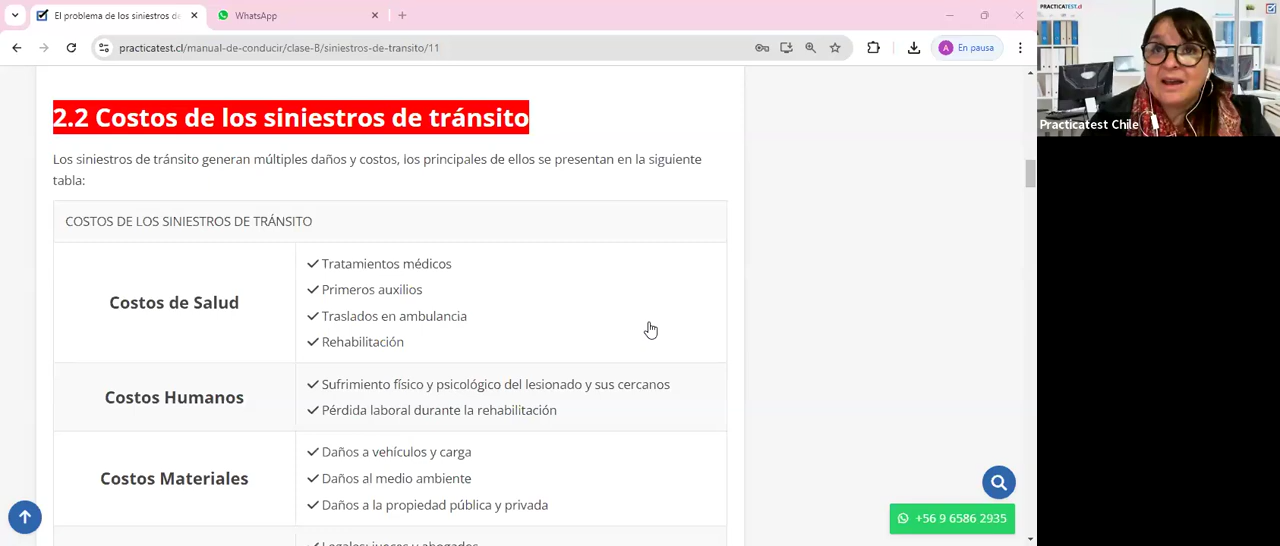 El problema de los siniestros de
WhatsApp
practicatest.cl/manual-de-conducir/clase-B/siniestros-de-transito/11
A
En pausa
PRACTICATEST.cl
Practicatest Chile
2.2 Costos de los siniestros de tránsito
Los siniestros de tránsito generan múltiples daños y costos, los principales de ellos se presentan en la siguiente
tabla:
COSTOS DE LOS SINIESTROS DE TRÁNSITO
Costos de Salud
Tratamientos médicos
Primeros auxilios
Traslados en ambulancia
Rehabilitación
Costos Humanos
Sufrimiento físico y psicológico del lesionado y sus cercanos
Pérdida laboral durante la rehabilitación
Costos Materiales
Daños a vehículos y carga
Daños al medio ambiente
Daños a la propiedad pública y privada
Legales: jueces y abogados
+56 9 6586 2935